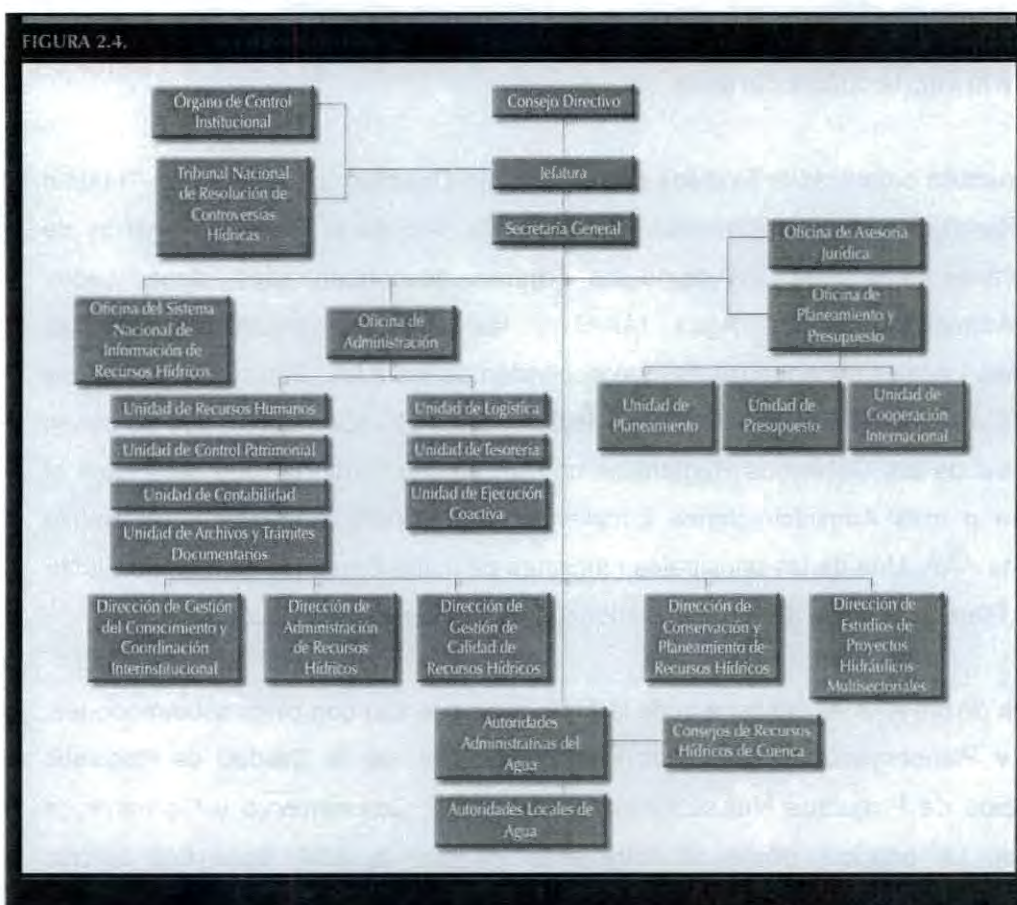 FIGURA 2.4.
Órgano de Control
Institucional
Consejo Directivo
Tribunal Nacional
de Resolución de
Controversias
Hídricas
Jefatura
Secretaría General
Oficina de Asesoría
Jurídica
Oficina de
Planeamiento y
Presupuesto
Oficina del Sistema
Nacional de
Información de
Recursos Hídricos
Oficina de
Administración
Unidad de
Planeamiento
Unidad de
Presupuesto
Unidad de
Cooperación
Internacional
Unidad de Recursos Humanos
Unidad de Logística
Unidad de Control Patrimonial
Unidad de Tesorería
Unidad de Contabilidad
Unidad de Ejecución
Coactiva
Unidad de Archivos y Trámites
Documentarios
Dirección de Gestión
del Conocimiento y
Coordinación
Interinstitucional
Dirección de
Administración
de Recursos
Hídricos
Dirección de
Gestión de
Calidad de
Recursos Hídricos
Dirección de
Conservación y
Planeamiento de
Recursos Hídricos
Dirección de
Estudios de
Proyectos
Hidráulicos
Multisectoriales
Autoridades
Administrativas del
Agua
Consejos de Recursos
Hídricos de Cuenca
Autoridades Locales de
Agua